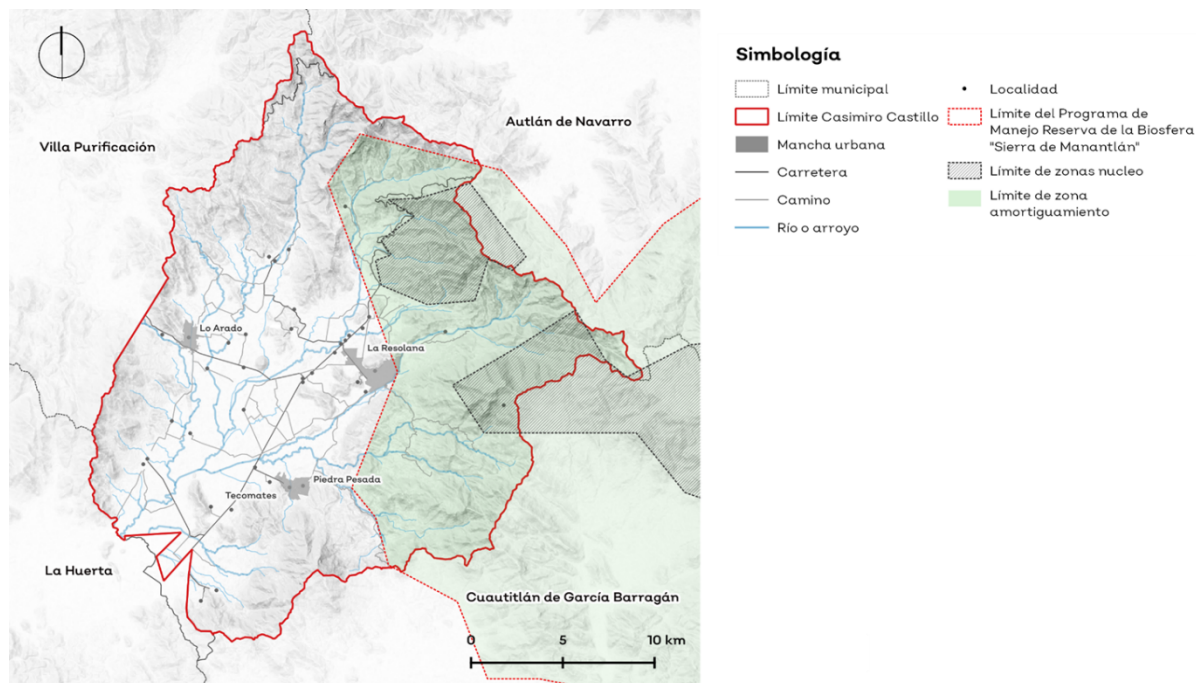 Autlán de Navarro
Villa Purificación
Lo Arado
La Resolana
Piedra Pesada
Tecomates
La Huerta
Cuautitlán de García Barragán
0 5 10 km
Simbología
Límite municipal
Límite Casimiro Castillo
Mancha urbana
Carretera
Camino
Río o arroyo
Localidad
Límite del Programa de
Manejo Reserva de la Biosfera
"Sierra de Manantlán"
Límite de zonas nucleo
Límite de zona
amortiguamiento